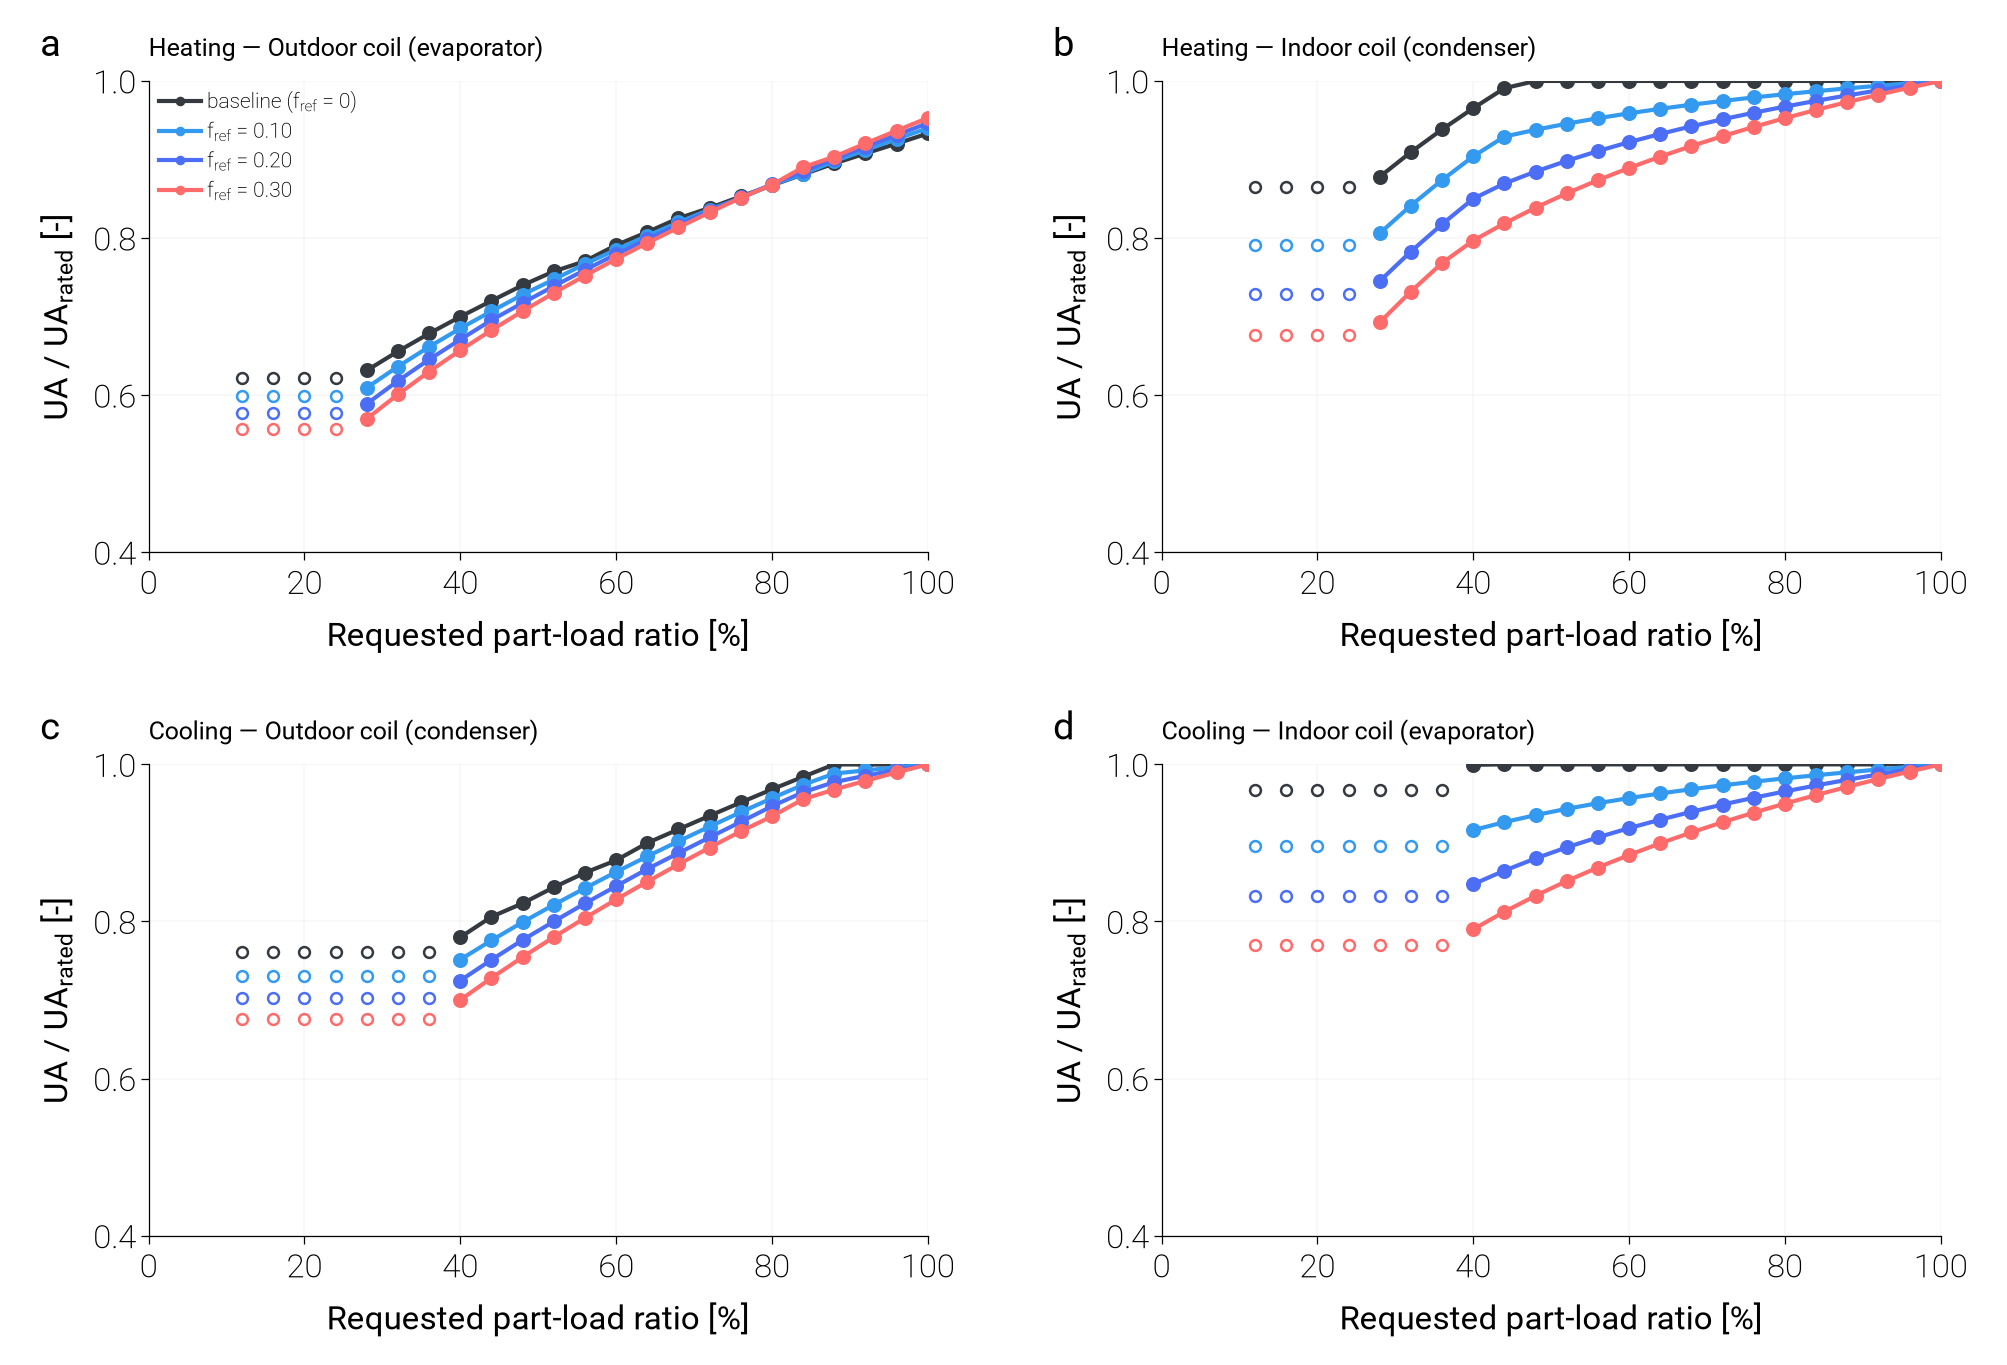 a
Heating — Outdoor coil (evaporator)
1.0
0.8
0.6
0.4
UA / UArated [-]
baseline (fref = 0)
fref = 0.10
fref = 0.20
fref = 0.30
0 20 40 60 80 100
Requested part-load ratio [%]
b
Heating — Indoor coil (condenser)
1.0
0.8
0.6
0.4
UA / UArated [-]
0 20 40 60 80 100
Requested part-load ratio [%]
c
Cooling — Outdoor coil (condenser)
1.0
0.8
0.6
0.4
UA / UArated [-]
0 20 40 60 80 100
Requested part-load ratio [%]
d
Cooling — Indoor coil (evaporator)
1.0
0.8
0.6
0.4
UA / UArated [-]
0 20 40 60 80 100
Requested part-load ratio [%]